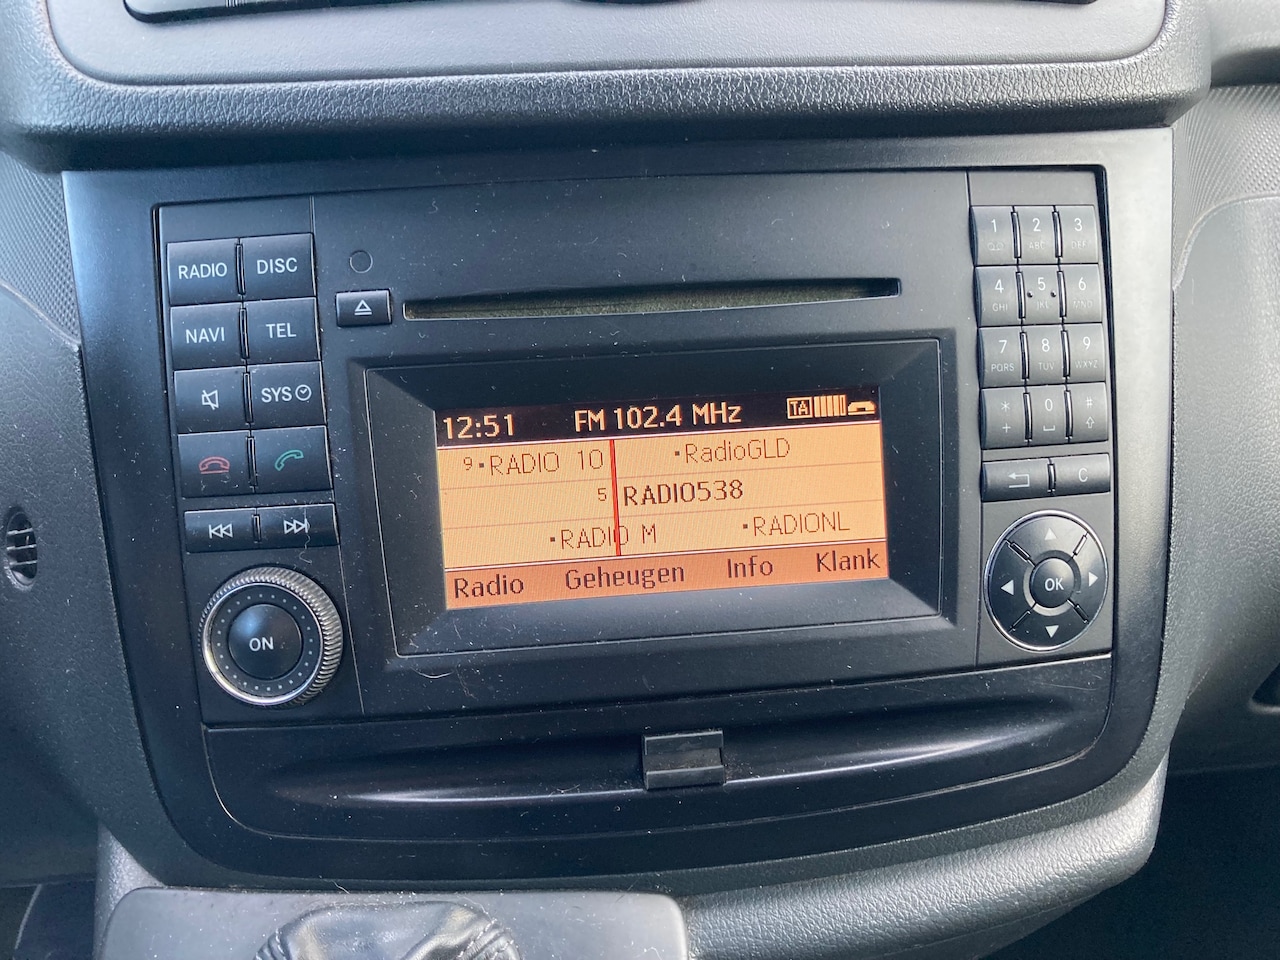 RADIO DISC
NAVI TEL
SYS
ON
12:51 FM 102.4 MHz TA
9 RADIO 10 RadioGLD
5 RADIO538
RADIO M RADIONL
Radio Geheugen Info Klank
1 2 3
ABC DEF
4 5 6
GHI JKL MNO
7 8 9
PQRS TUV WXYZ
* 0 #
+
C
OK